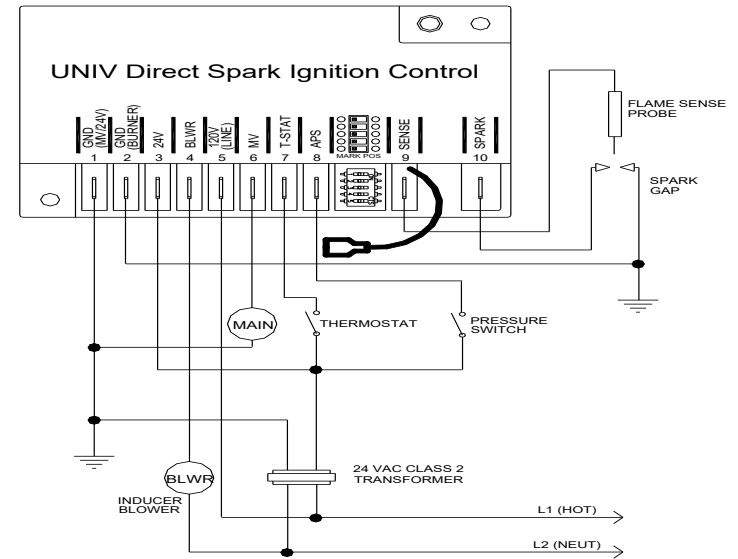 UNIV Direct Spark Ignition Control
GND
(MV/24V)
GND
(BURNER)
24V
BLWR
120V
(LINE)
MV
T-STAT
APS
MARK POS
SENSE
SPARK
1 2 3 4 5 6 7 8 9 10
FLAME SENSE
PROBE
SPARK
GAP
MAIN
THERMOSTAT
PRESSURE
SWITCH
BLWR
INDUCER
BLOWER
24 VAC CLASS 2
TRANSFORMER
L1 (HOT)
L2 (NEUT)